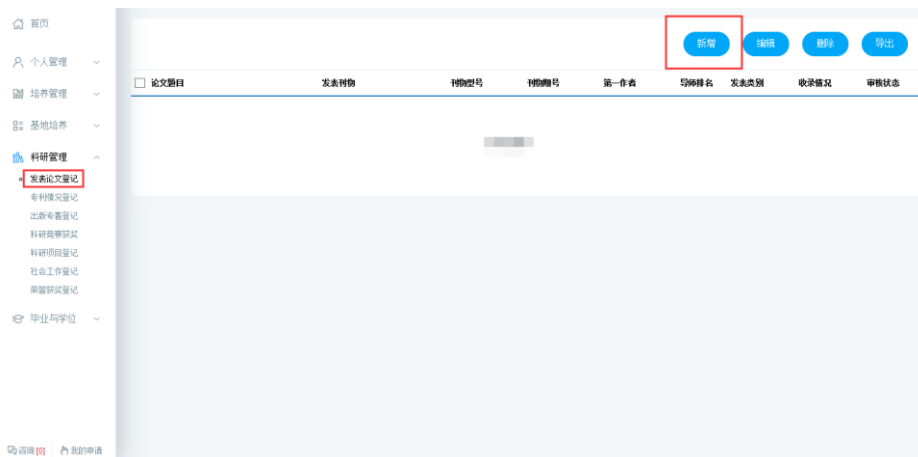 首页
个人管理
培养管理
基地培养
科研管理
发表论文登记
专利情况登记
出版专著登记
科研竞赛获奖
科研项目登记
社会工作登记
荣誉获奖登记
毕业与学位
咨询[0] 我的申请
新增 编辑 删除 导出
论文题目 发表刊物 刊物型号 刊物期号 第一作者 导师排名 发表类别 收录情况 审核状态